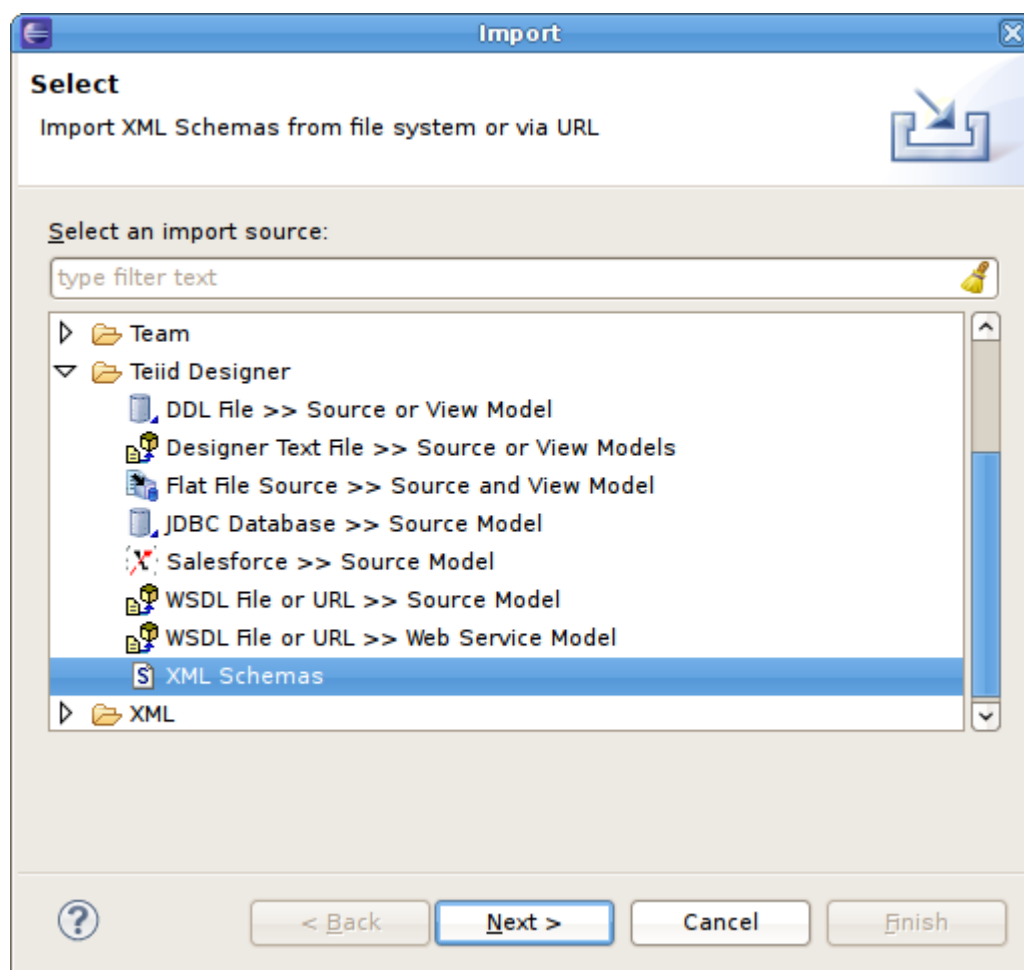 Import
Select
Import XML Schemas from file system or via URL
Select an import source:
type filter text
Team
Teiid Designer
DDL File >> Source or View Model
Designer Text File >> Source or View Models
Flat File Source >> Source and View Model
JDBC Database >> Source Model
Salesforce >> Source Model
WSDL File or URL >> Source Model
WSDL File or URL >> Web Service Model
XML Schemas
XML
< Back Next > Cancel Finish